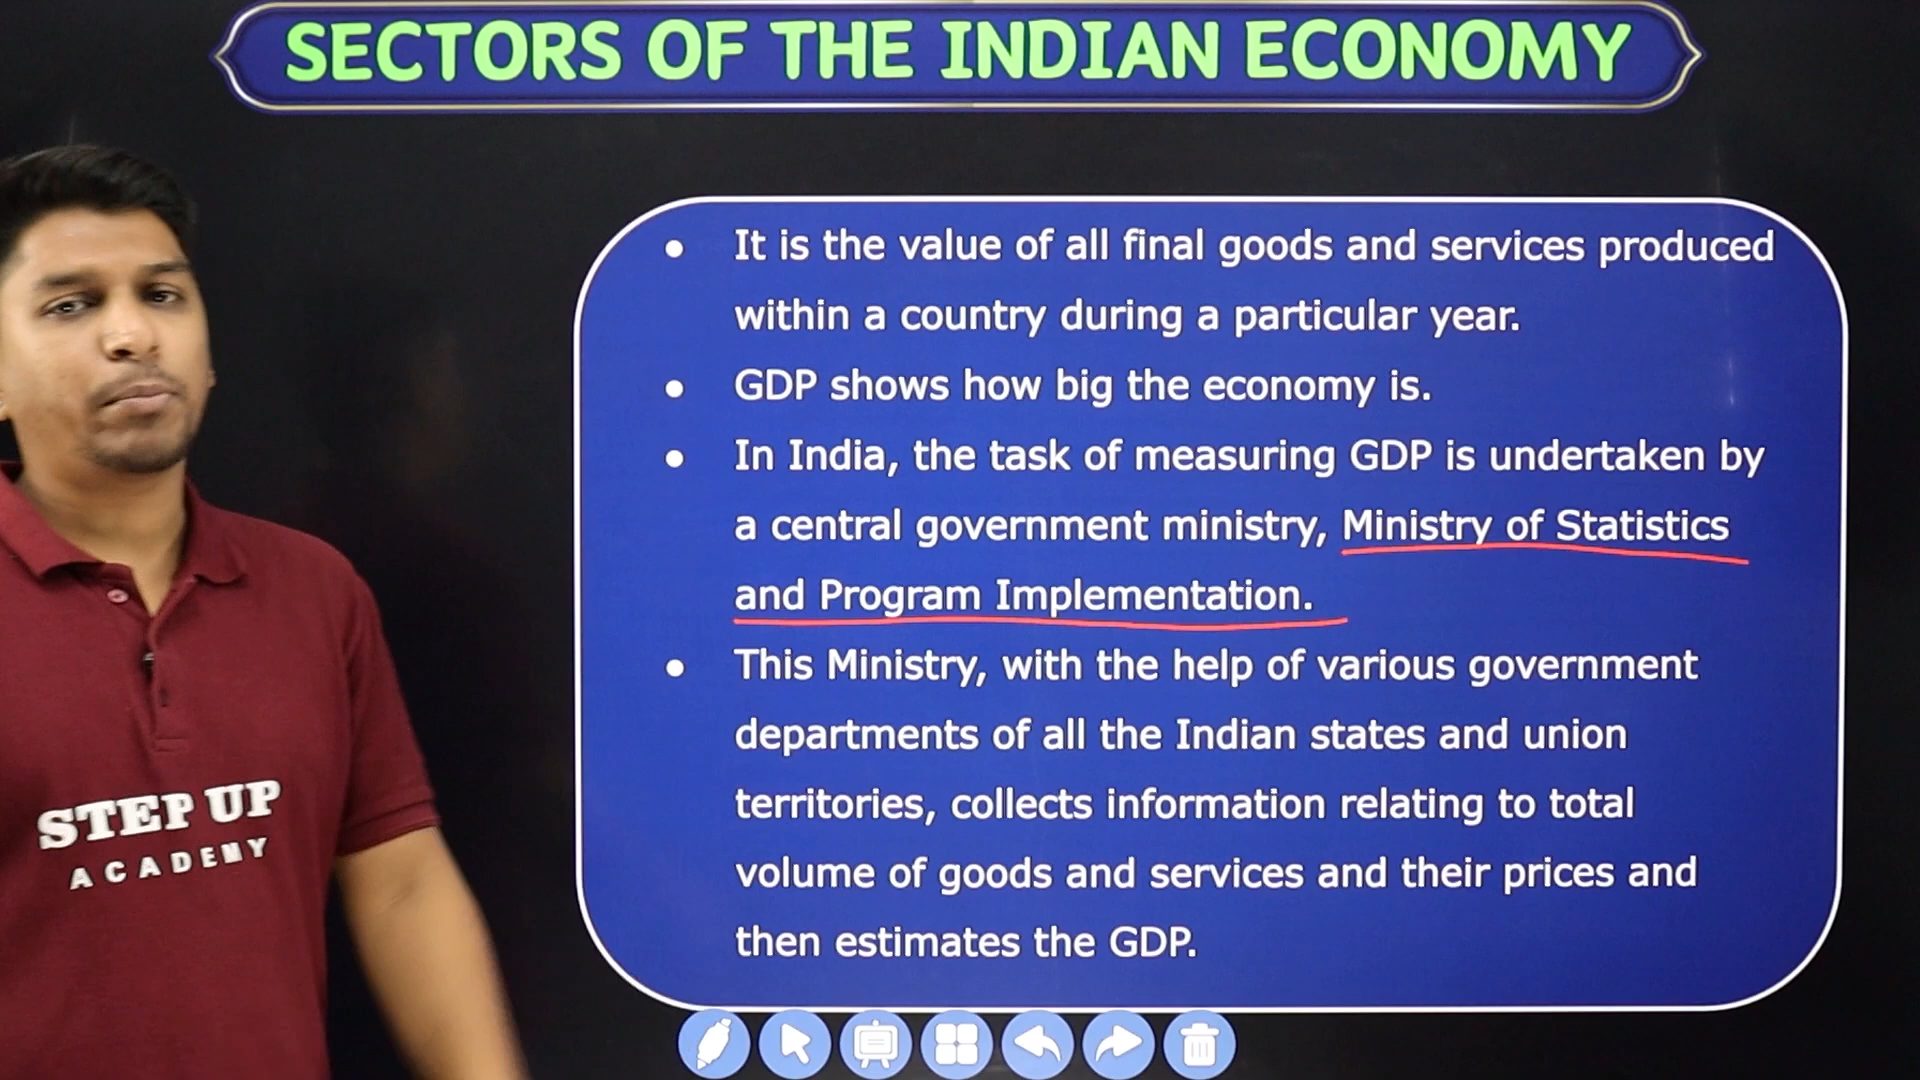 SECTORS OF THE INDIAN ECONOMY
• It is the value of all final goods and services produced
within a country during a particular year.
• GDP shows how big the economy is.
• In India, the task of measuring GDP is undertaken by
a central government ministry, Ministry of Statistics
and Program Implementation.
• This Ministry, with the help of various government
departments of all the Indian states and union
territories, collects information relating to total
volume of goods and services and their prices and
then estimates the GDP.
STEP UP
ACADEMY